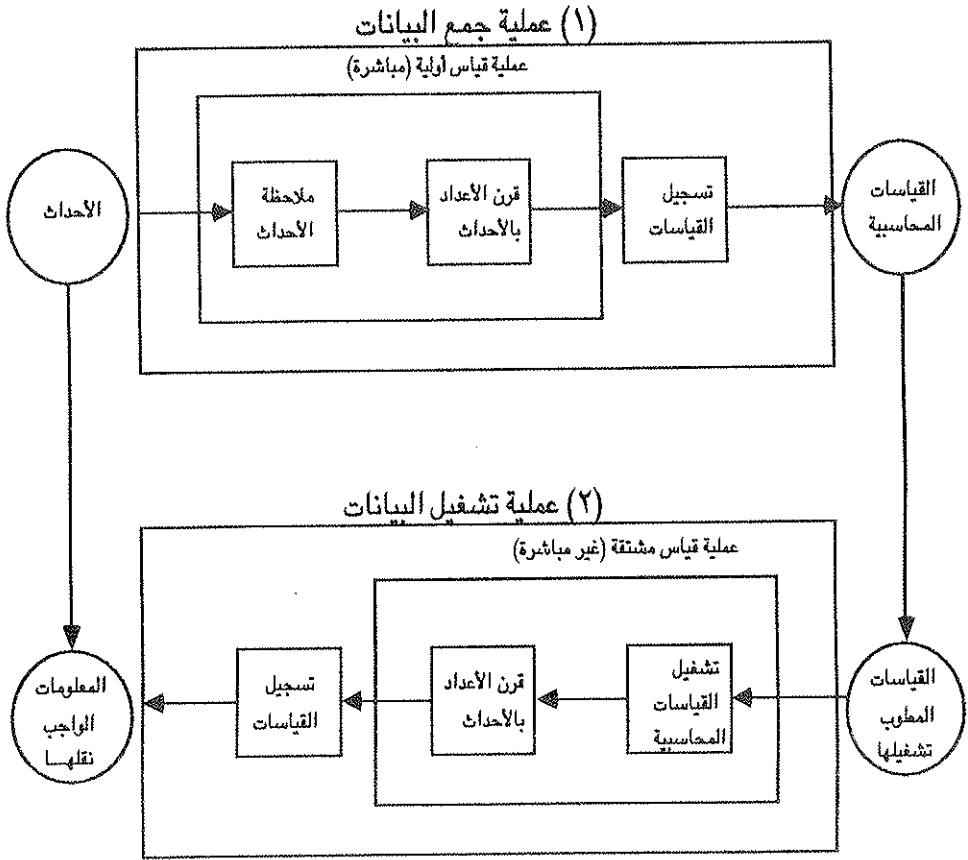 (١) عملية جمع البيانات
عملية قياس أولية (مباشرة)
الأحداث
ملاحظة
الأحداث
قرن الأعداد
بالأحداث
تسجيل
القياسات
القياسات
المحاسبية
(٢) عملية تشغيل البيانات
عملية قياس مشتقة (غير مباشرة)
القياسات
المطوب
تشغيلها
تشغيل
القياسات
المحاسبية
قرن الأعداد
بالأحداث
تسجيل
القياسات
المعلومات
الواجب
نقلهـا